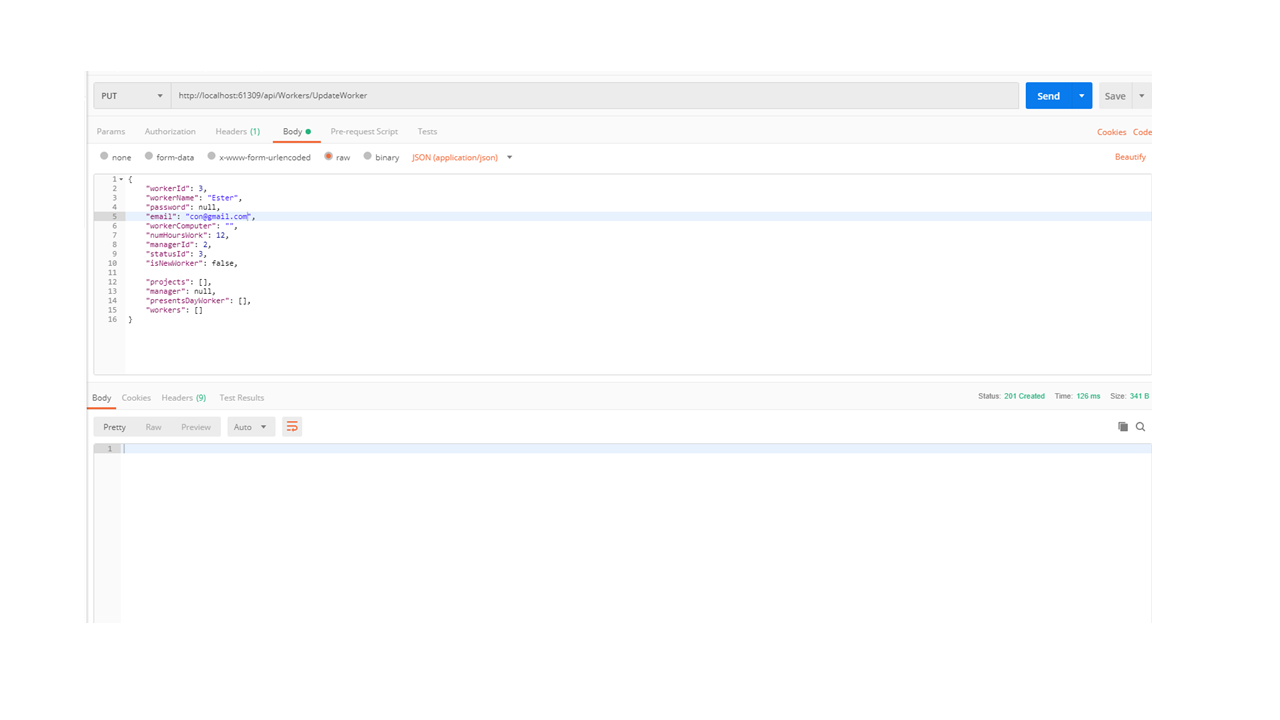 PUT http://localhost:61309/api/Workers/UpdateWorker Send Save
Params Authorization Headers (1) Body Pre-request Script Tests Cookies Code
none form-data x-www-form-urlencoded raw binary JSON (application/json) Beautify
1 {
2 "workerId": 3,
3 "workerName": "Ester",
4 "password": null,
5 "email": "con@gmail.com",
6 "workerComputer": "",
7 "numHoursWork": 12,
8 "managerId": 2,
9 "statusId": 3,
10 "isNewWorker": false,
11
12 "projects": [],
13 "manager": null,
14 "presentsDayWorker": [],
15 "workers": []
16 }
Body Cookies Headers (9) Test Results Status: 201 Created Time: 126 ms Size: 341 B
Pretty Raw Preview Auto
1